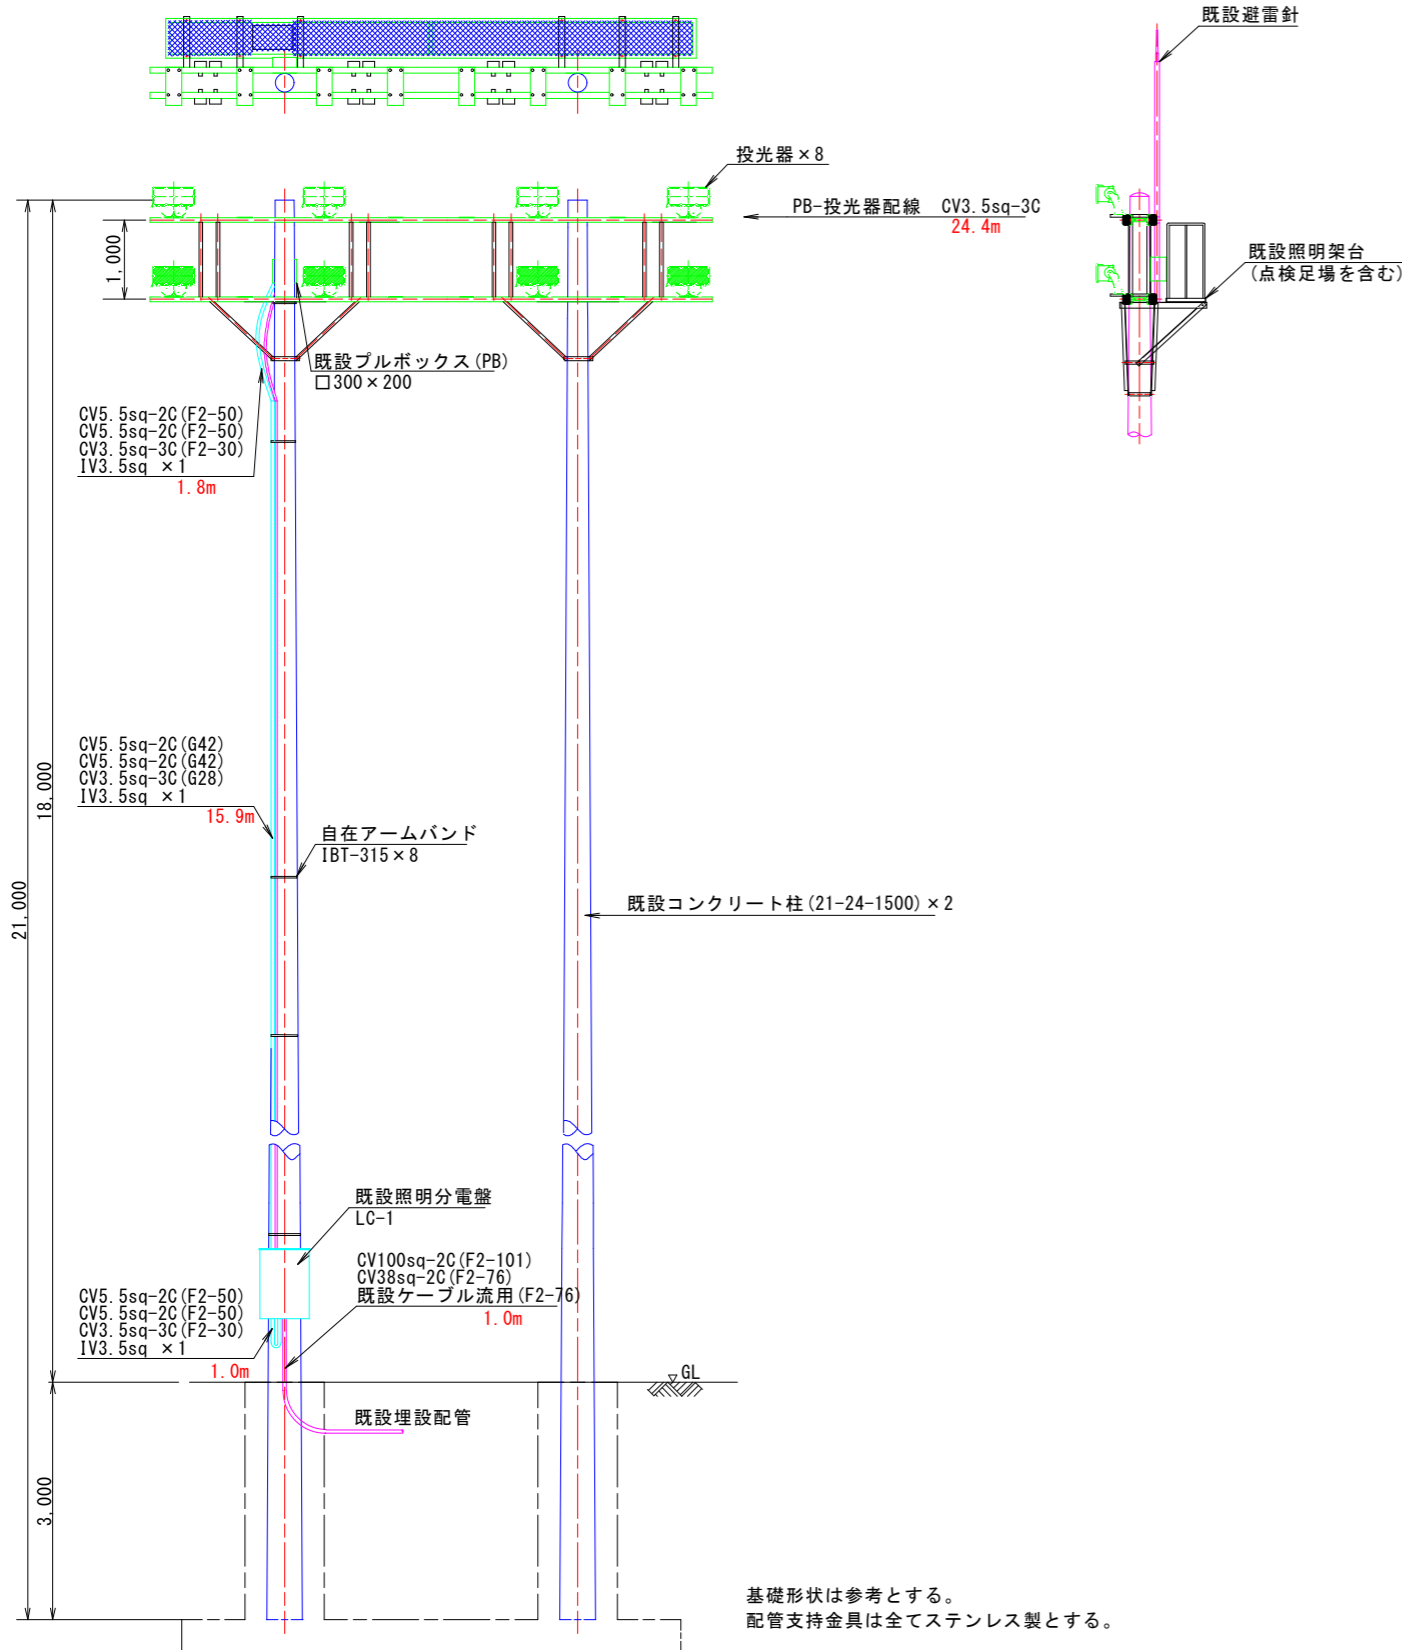 既設避雷針
投光器×8
PB-投光器配線 CV3.5sq-3C
24.4m
既設照明架台
(点検足場を含む)
1,000
既設プルボックス(PB)
□300×200
CV5.5sq-2C(F2-50)
CV5.5sq-2C(F2-50)
CV3.5sq-3C(F2-30)
IV3.5sq ×1
1.8m
CV5.5sq-2C(G42)
CV5.5sq-2C(G42)
CV3.5sq-3C(G28)
IV3.5sq ×1
15.9m
18,000
21,000
自在アームバンド
IBT-315×8
既設コンクリート柱(21-24-1500)×2
既設照明分電盤
LC-1
CV100sq-2C(F2-101)
CV38sq-2C(F2-76)
既設ケーブル流用(F2-76)
1.0m
CV5.5sq-2C(F2-50)
CV5.5sq-2C(F2-50)
CV3.5sq-3C(F2-30)
IV3.5sq ×1
1.0m
GL
既設埋設配管
3,000
基礎形状は参考とする。
配管支持金具は全てステンレス製とする。